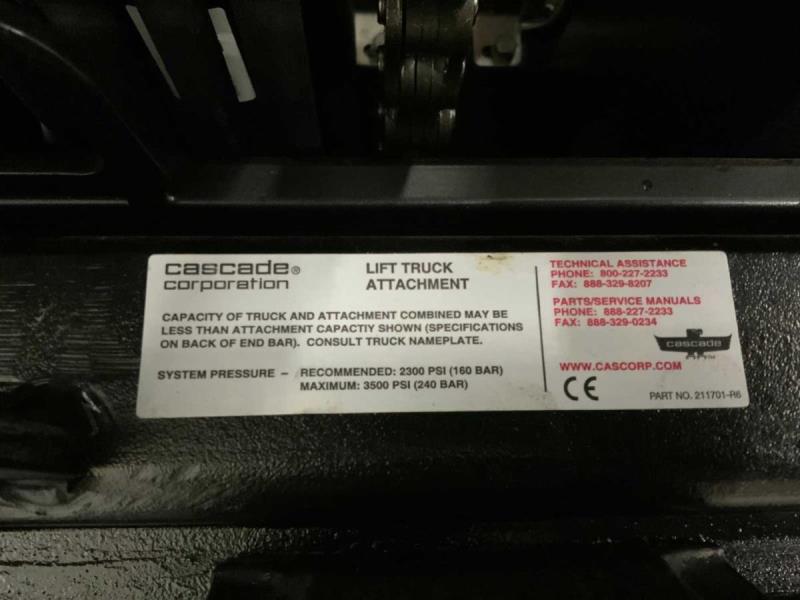 cascade®
corporation
LIFT TRUCK
ATTACHMENT
CAPACITY OF TRUCK AND ATTACHMENT COMBINED MAY BE
LESS THAN ATTACHMENT CAPACTIY SHOWN (SPECIFICATIONS
ON BACK OF END BAR). CONSULT TRUCK NAMEPLATE.
SYSTEM PRESSURE – RECOMMENDED: 2300 PSI (160 BAR)
MAXIMUM: 3500 PSI (240 BAR)
TECHNICAL ASSISTANCE
PHONE: 800-227-2233
FAX: 888-329-8207
PARTS/SERVICE MANUALS
PHONE: 888-227-2233
FAX: 888-329-0234
cascade
WWW.CASCORP.COM
CE
PART NO. 211701-R6